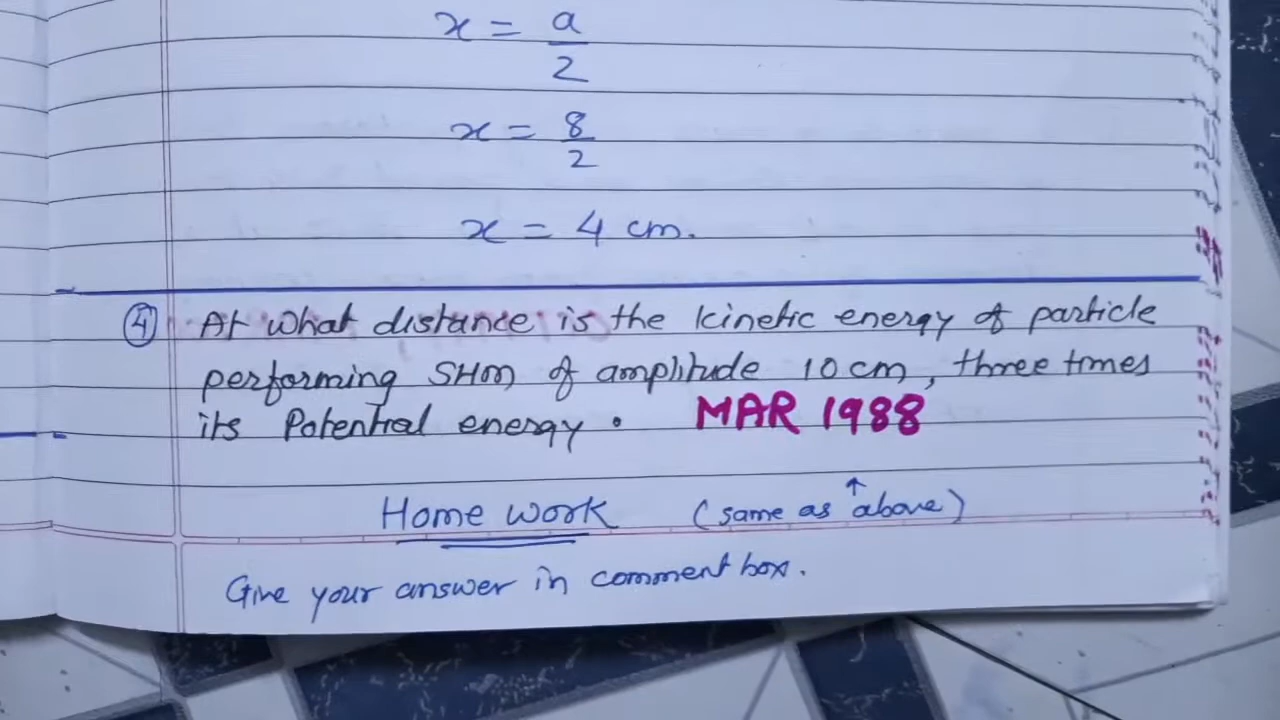 x = a/2
x = 8/2
x = 4 cm.
④ At what distance is the kinetic energy of particle
performing SHM of amplitude 10 cm, three times
its Potential energy. MAR 1988
Home work (same as ↑ above)
Give your answer in comment box.